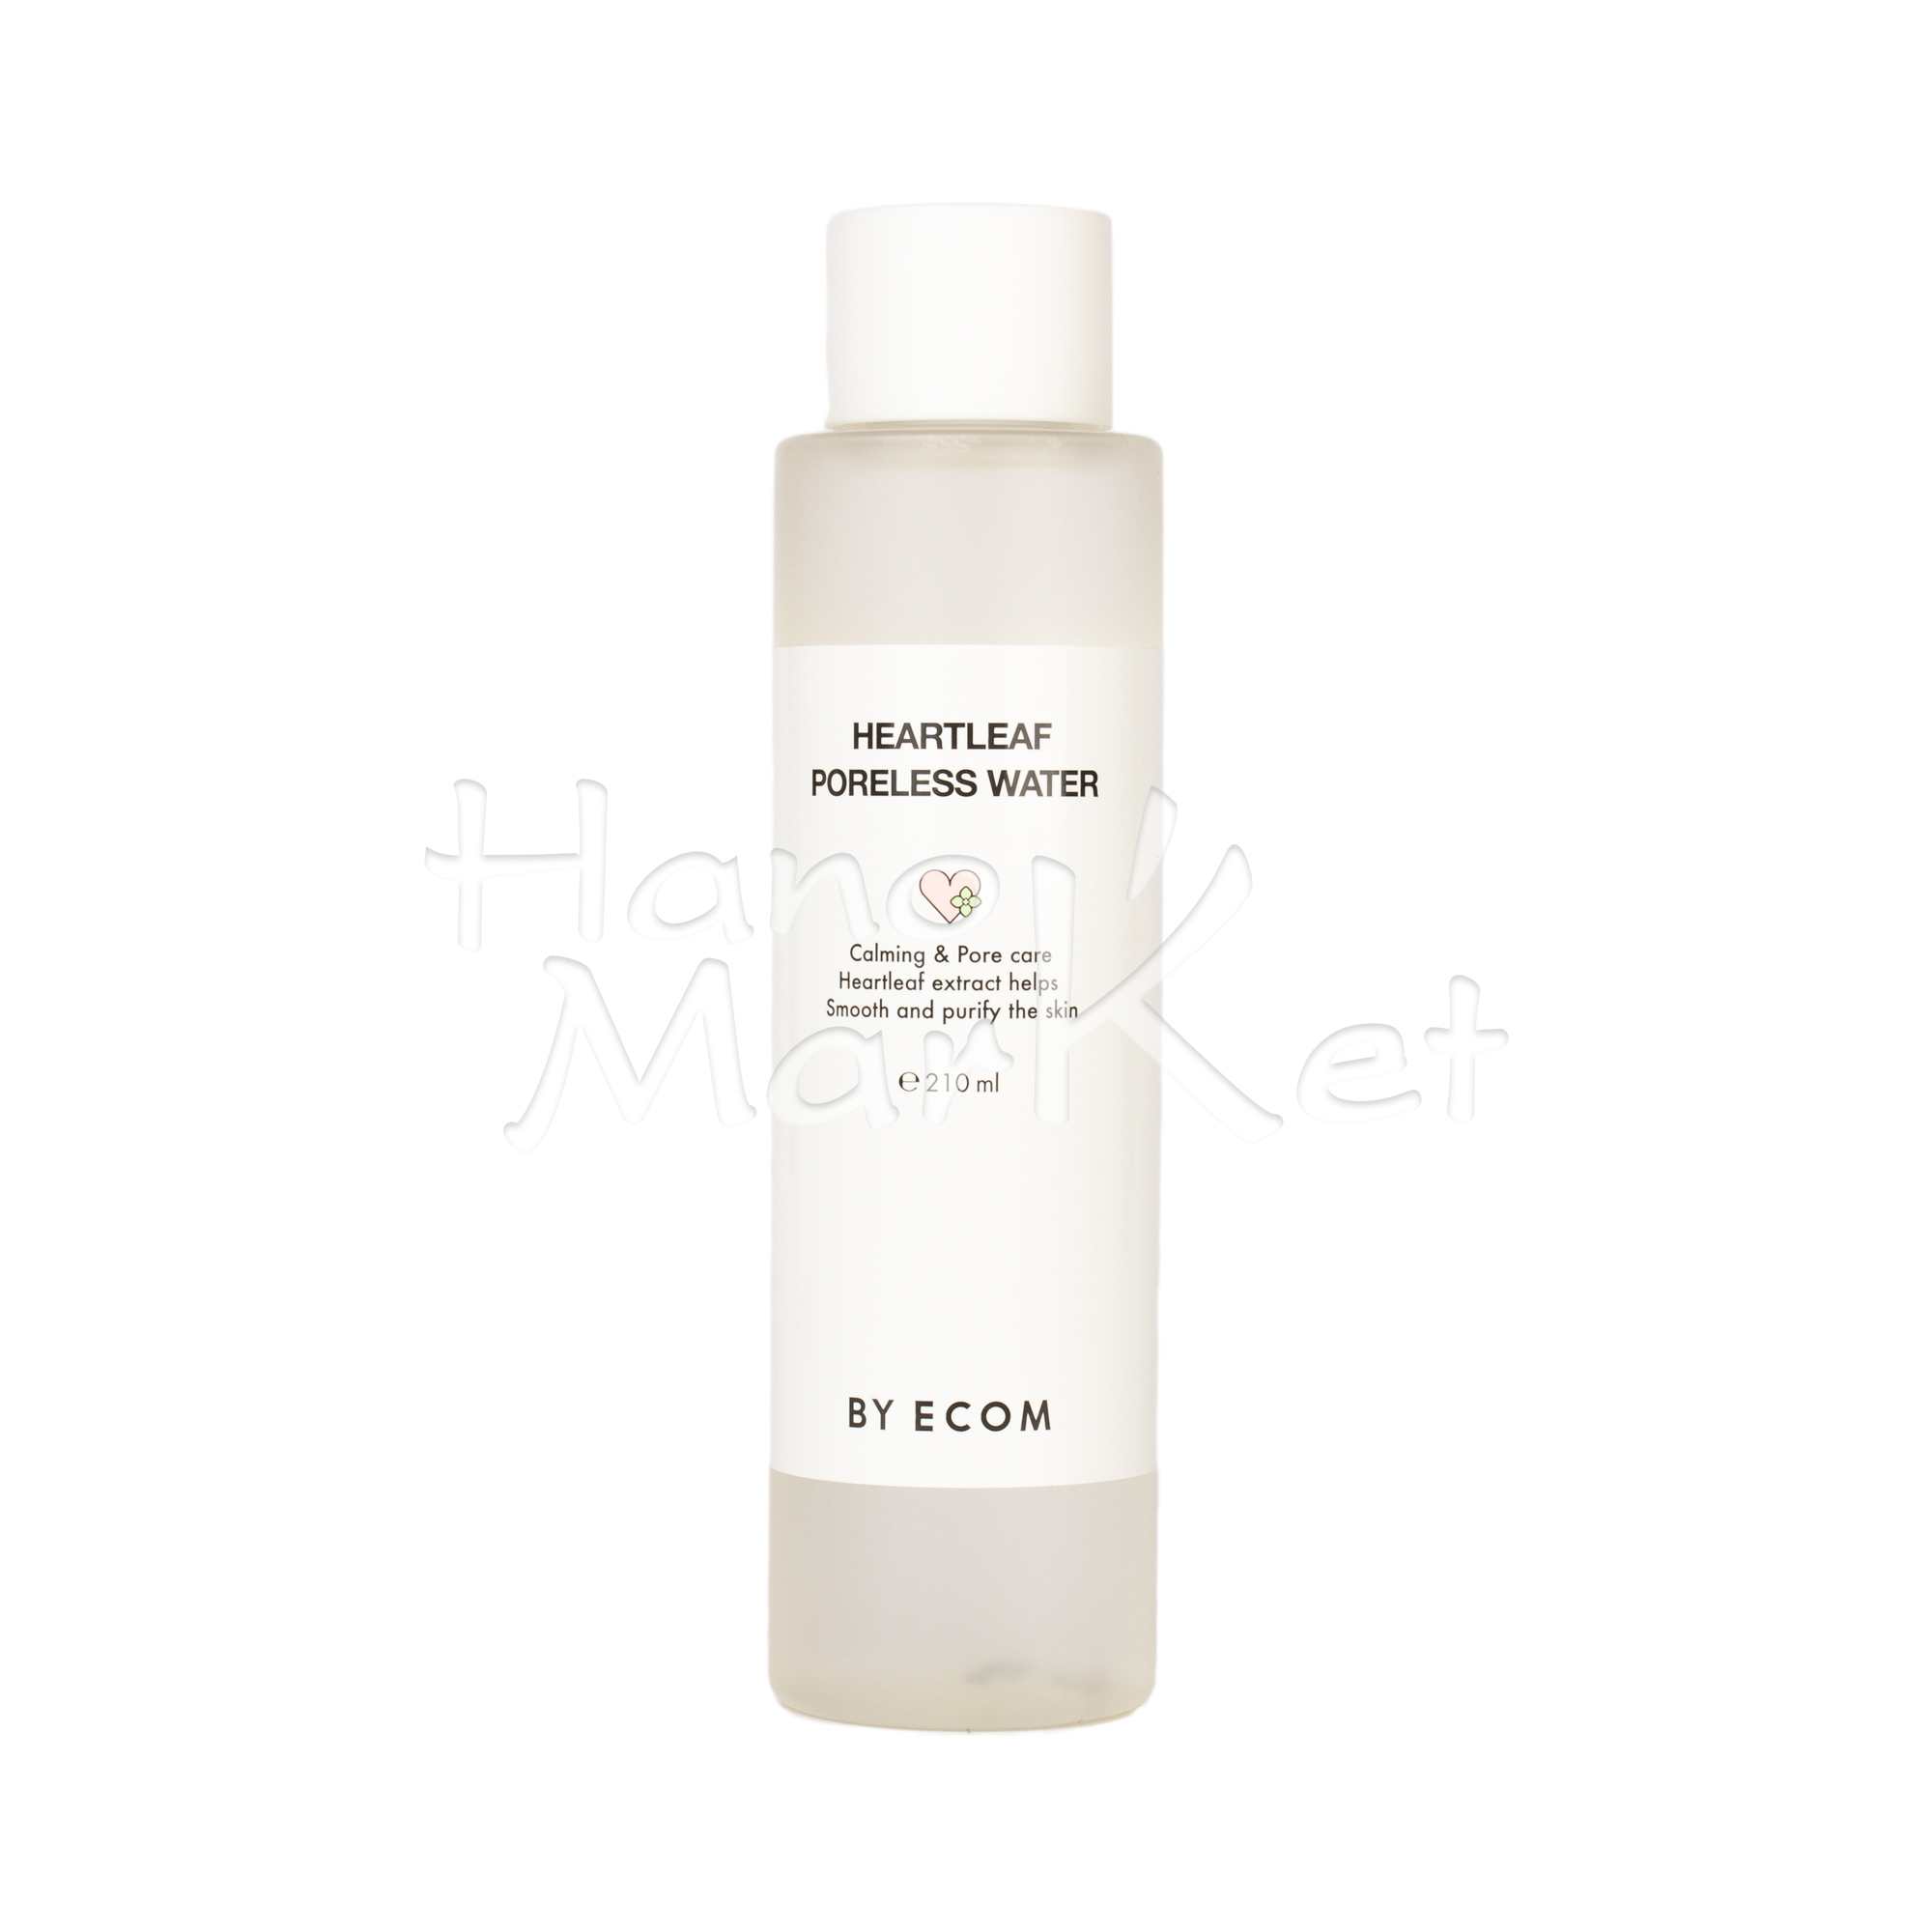 HEARTLEAF
PORELESS WATER
Calming & Pore care
Heartleaf extract helps
Smooth and purify the skin
℮ 210 ml
BY ECOM
Hano
MarKet